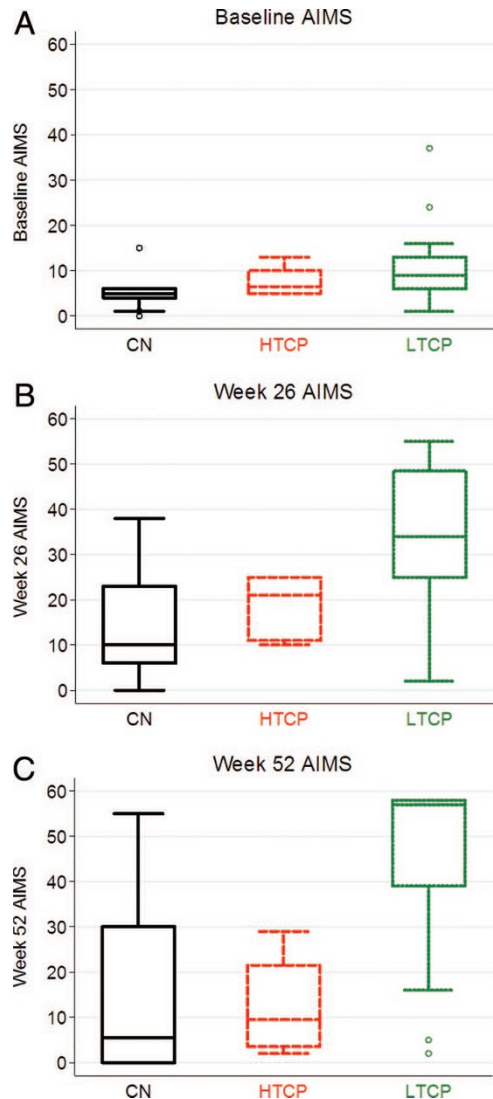 A
Baseline AIMS
Baseline AIMS
60
50
40
30
20
10
0
CN HTCP LTCP
B
Week 26 AIMS
Week 26 AIMS
60
50
40
30
20
10
0
CN HTCP LTCP
C
Week 52 AIMS
Week 52 AIMS
60
50
40
30
20
10
0
CN HTCP LTCP